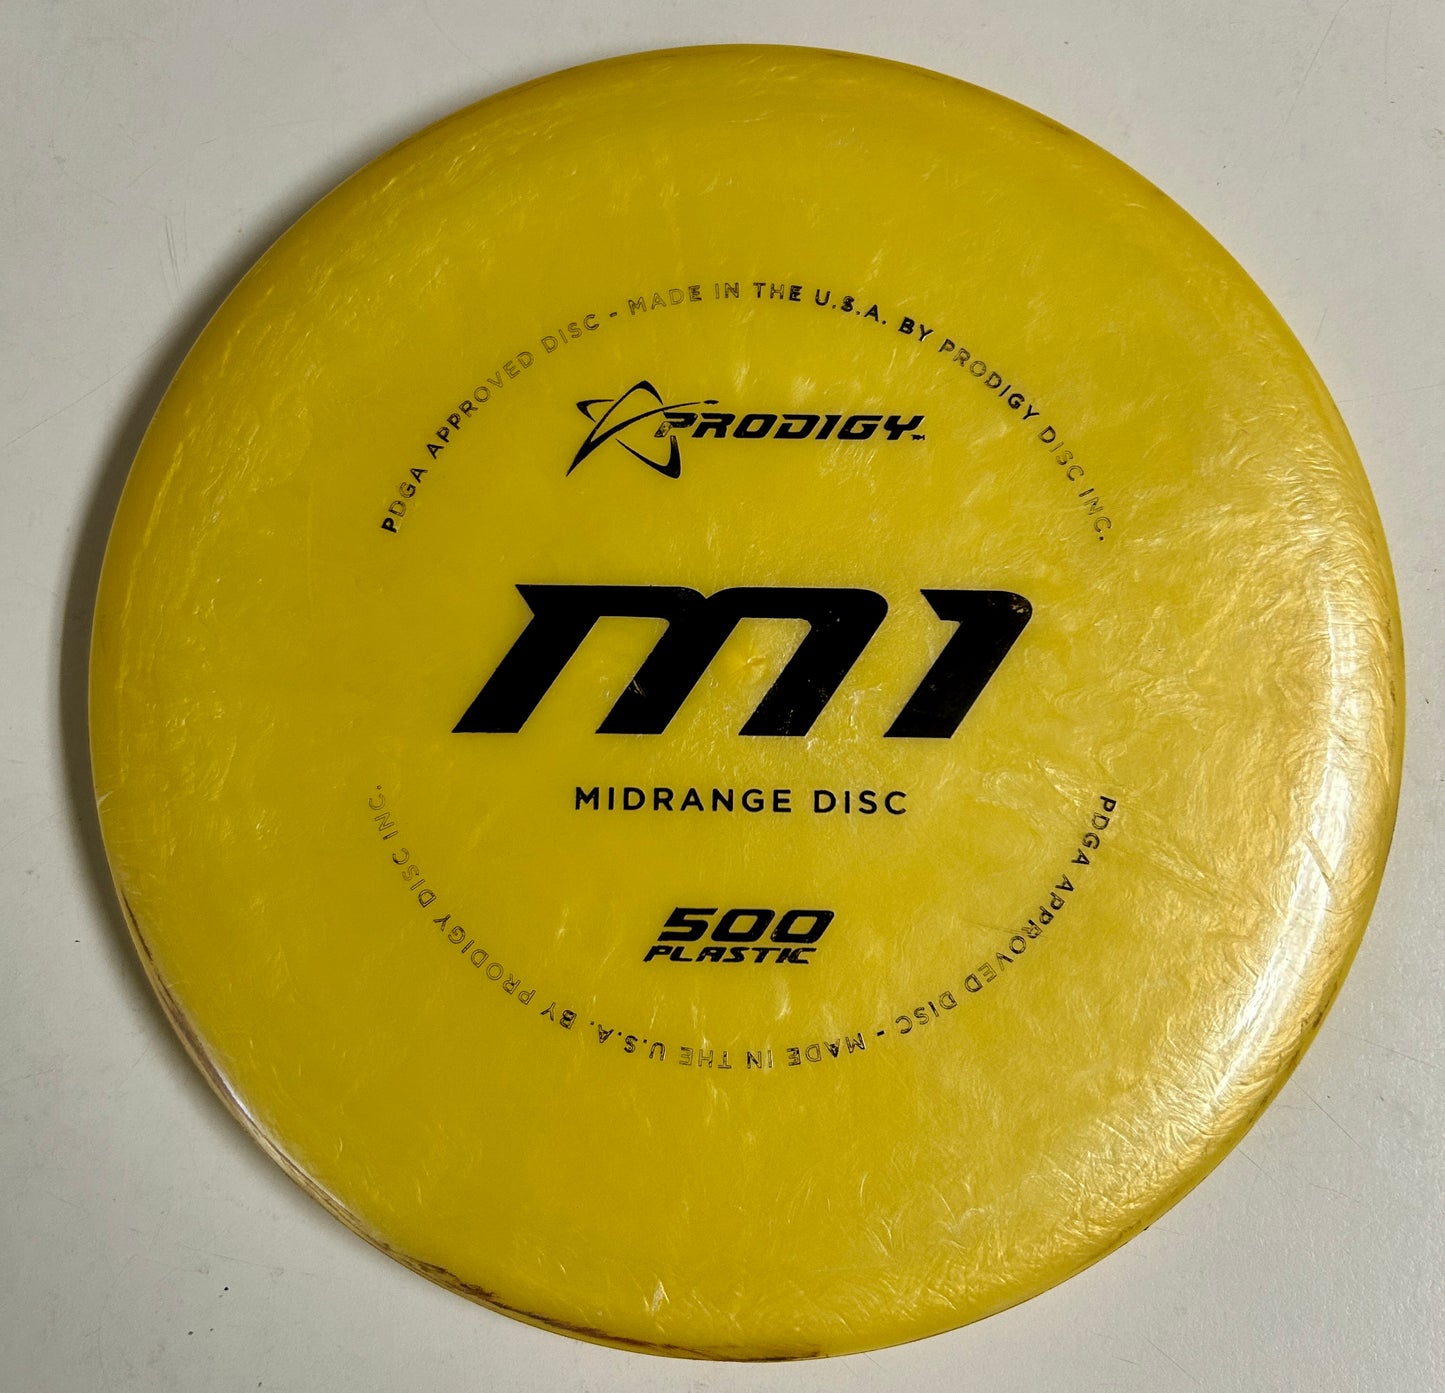 PDGA APPROVED DISC - MADE IN THE U.S.A. BY PRODIGY DISC INC.
PRODIGY™
M1
MIDRANGE DISC
500
PLASTIC
PDGA APPROVED DISC - MADE IN THE U.S.A. BY PRODIGY DISC INC.